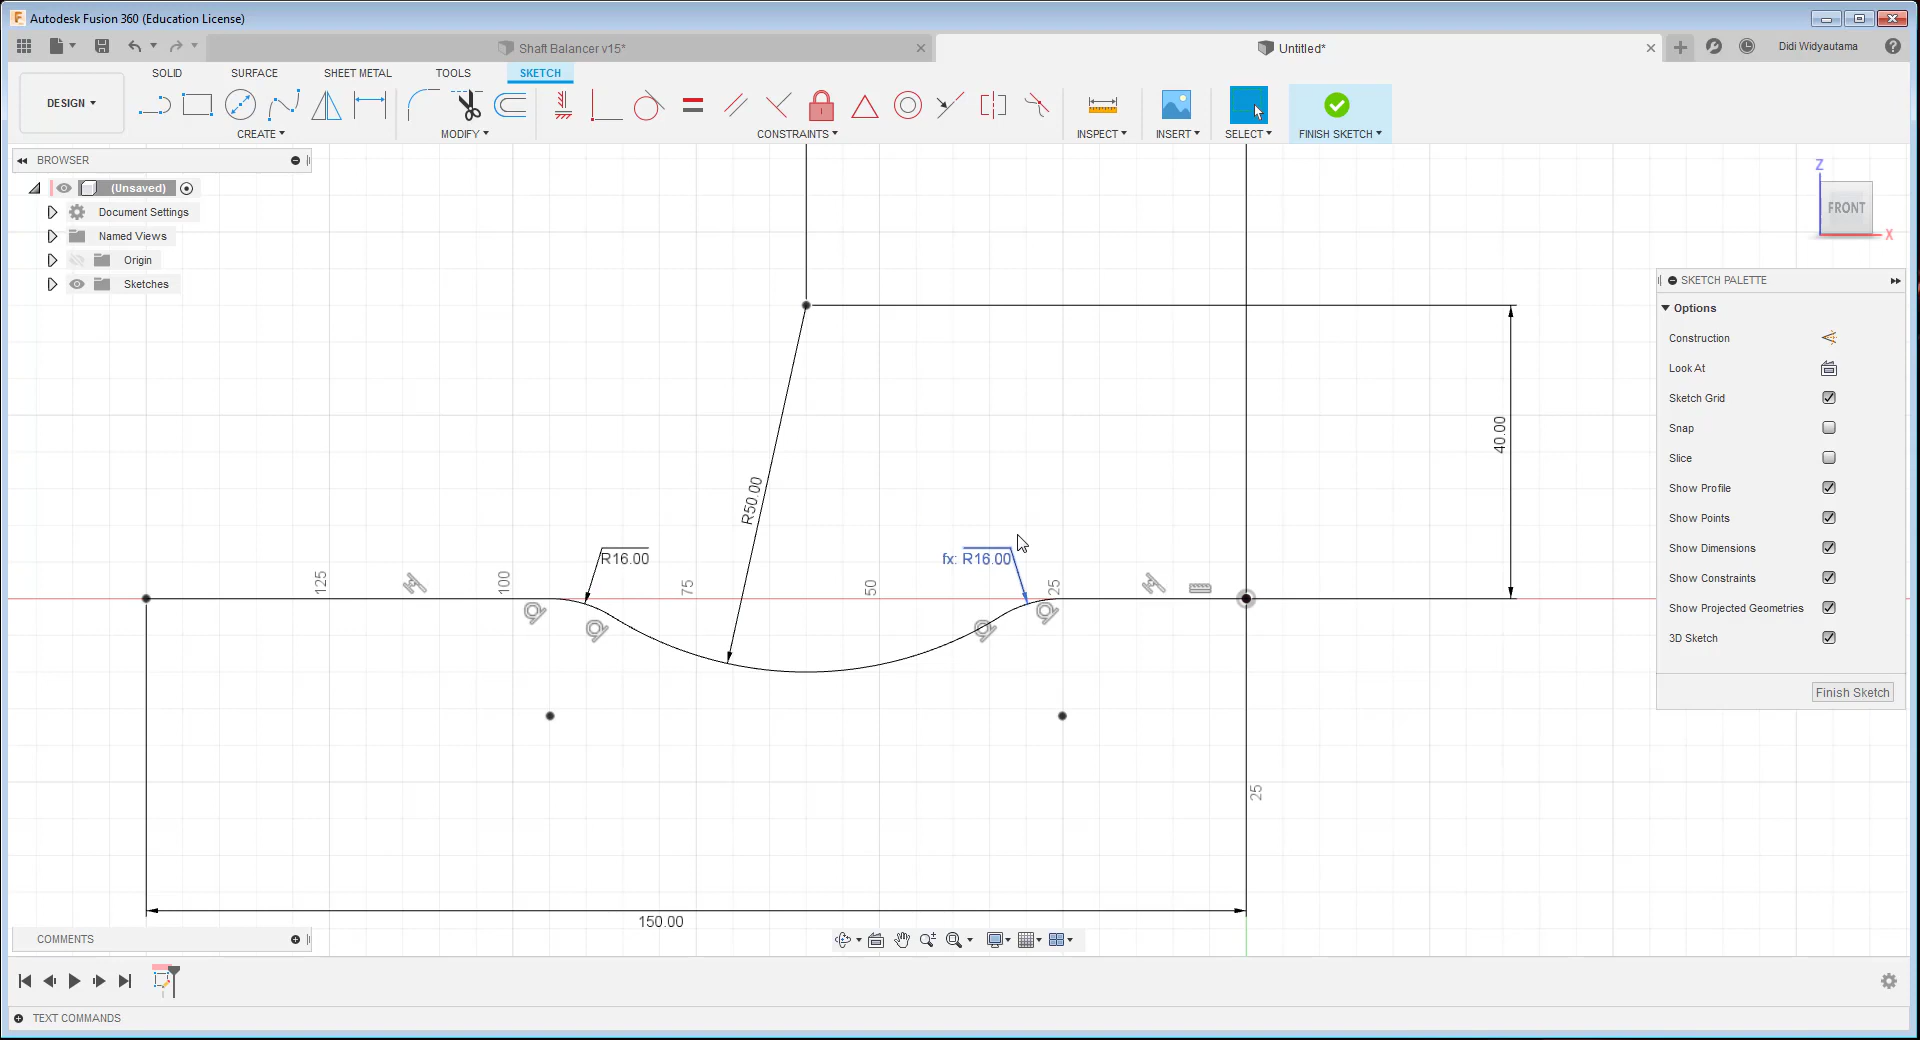 Autodesk Fusion 360 (Education License)
Shaft Balancer v15*
Untitled*
Didi Widyautama
DESIGN
SOLID
SURFACE
SHEET METAL
TOOLS
SKETCH
CREATE
MODIFY
CONSTRAINTS
INSPECT
INSERT
SELECT
FINISH SKETCH
BROWSER
(Unsaved)
Document Settings
Named Views
Origin
Sketches
Z
FRONT
X
SKETCH PALETTE
Options
Construction
Look At
Sketch Grid
Snap
Slice
Show Profile
Show Points
Show Dimensions
Show Constraints
Show Projected Geometries
3D Sketch
Finish Sketch
40.00
R50.00
R16.00
fx: R16.00
125
100
75
50
25
25
150.00
COMMENTS
TEXT COMMANDS